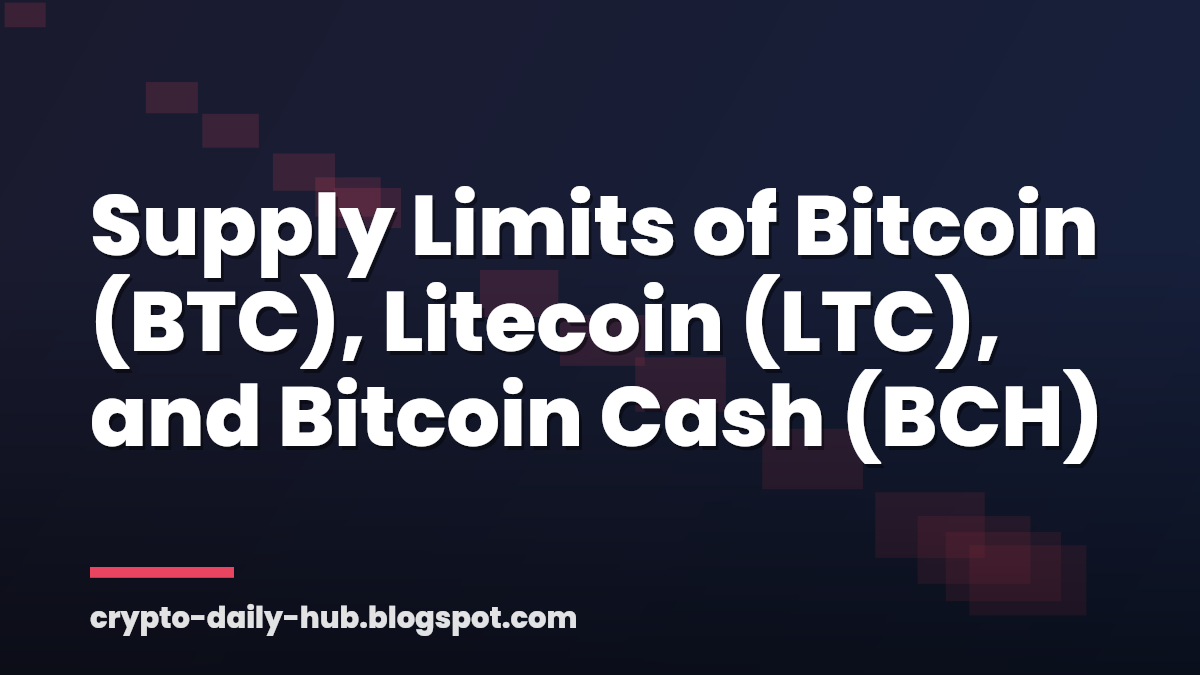 Supply Limits of Bitcoin
(BTC), Litecoin (LTC),
and Bitcoin Cash (BCH)
crypto-daily-hub.blogspot.com